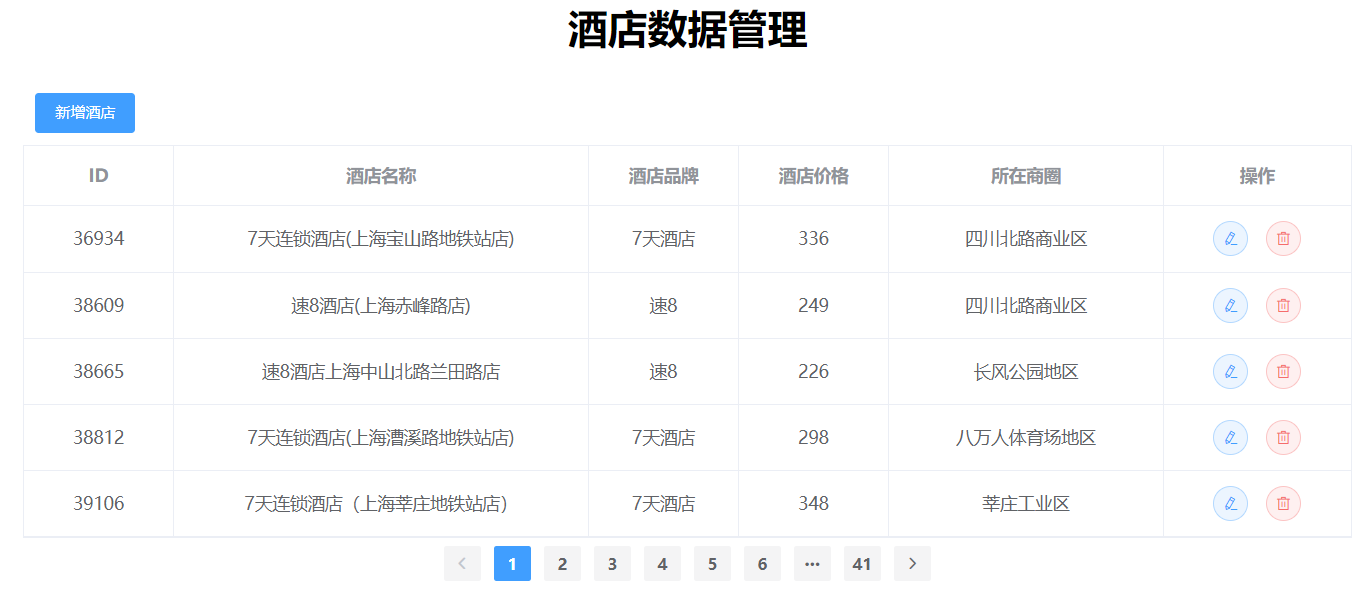 酒店数据管理
新增酒店
ID 酒店名称 酒店品牌 酒店价格 所在商圈 操作
36934 7天连锁酒店(上海宝山路地铁站店) 7天酒店 336 四川北路商业区
38609 速8酒店(上海赤峰路店) 速8 249 四川北路商业区
38665 速8酒店上海中山北路兰田路店 速8 226 长风公园地区
38812 7天连锁酒店(上海漕溪路地铁站店) 7天酒店 298 八万人体育场地区
39106 7天连锁酒店（上海莘庄地铁站店） 7天酒店 348 莘庄工业区
1 2 3 4 5 6 ··· 41